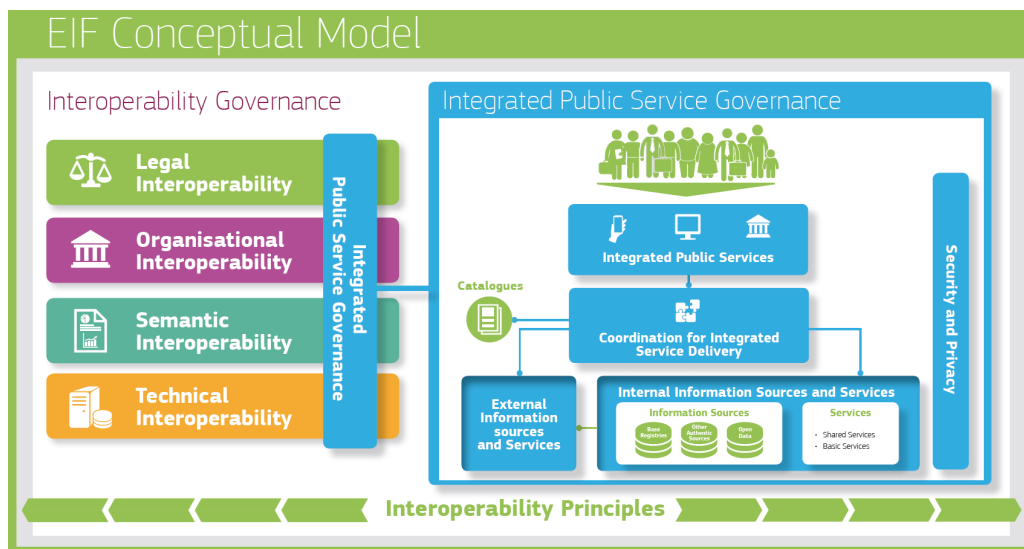 EIF Conceptual Model
Interoperability Governance
Legal
Interoperability
Organisational
Interoperability
Semantic
Interoperability
Technical
Interoperability
Integrated
Public Service Governance
Integrated Public Service Governance
Integrated Public Services
Catalogues
Coordination for Integrated
Service Delivery
External
Information
sources
and Services
Internal Information Sources and Services
Information Sources
Base
Registries
Other
Authentic
Sources
Open
Data
Services
• Shared Services
• Basic Services
Security and Privacy
Interoperability Principles